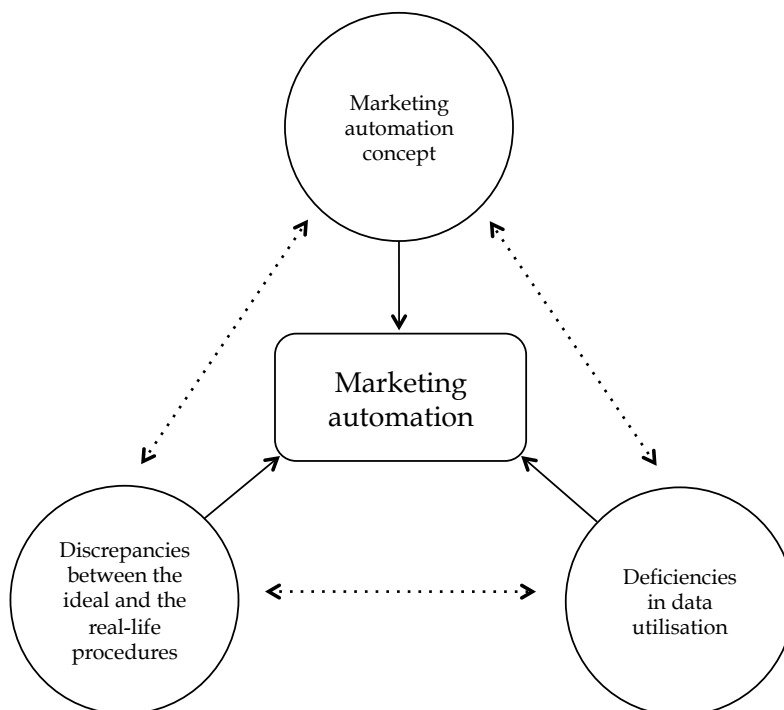 Marketing
automation
concept
Marketing
automation
Discrepancies
between the
ideal and the
real-life
procedures
Deficiencies
in data
utilisation